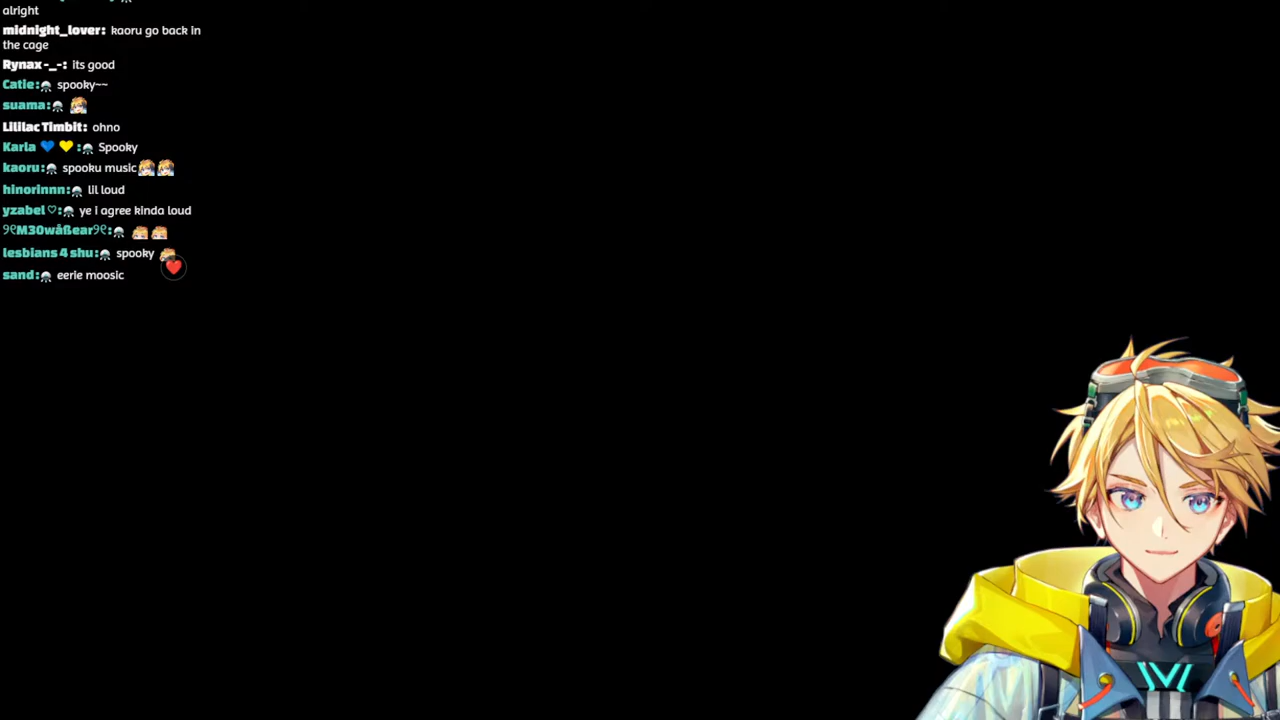 alright
midnight_lover: kaoru go back in
the cage
Rynax -_-: its good
Catie: spooky~~
suama:
Lililac Timbit: ohno
Karla 💙 💛 : Spooky
kaoru: spooku music
hinorinnn: lil loud
yzabel ♡: ye i agree kinda loud
୨୧M30wåßear୨୧:
lesbians 4 shu: spooky
sand: eerie moosic